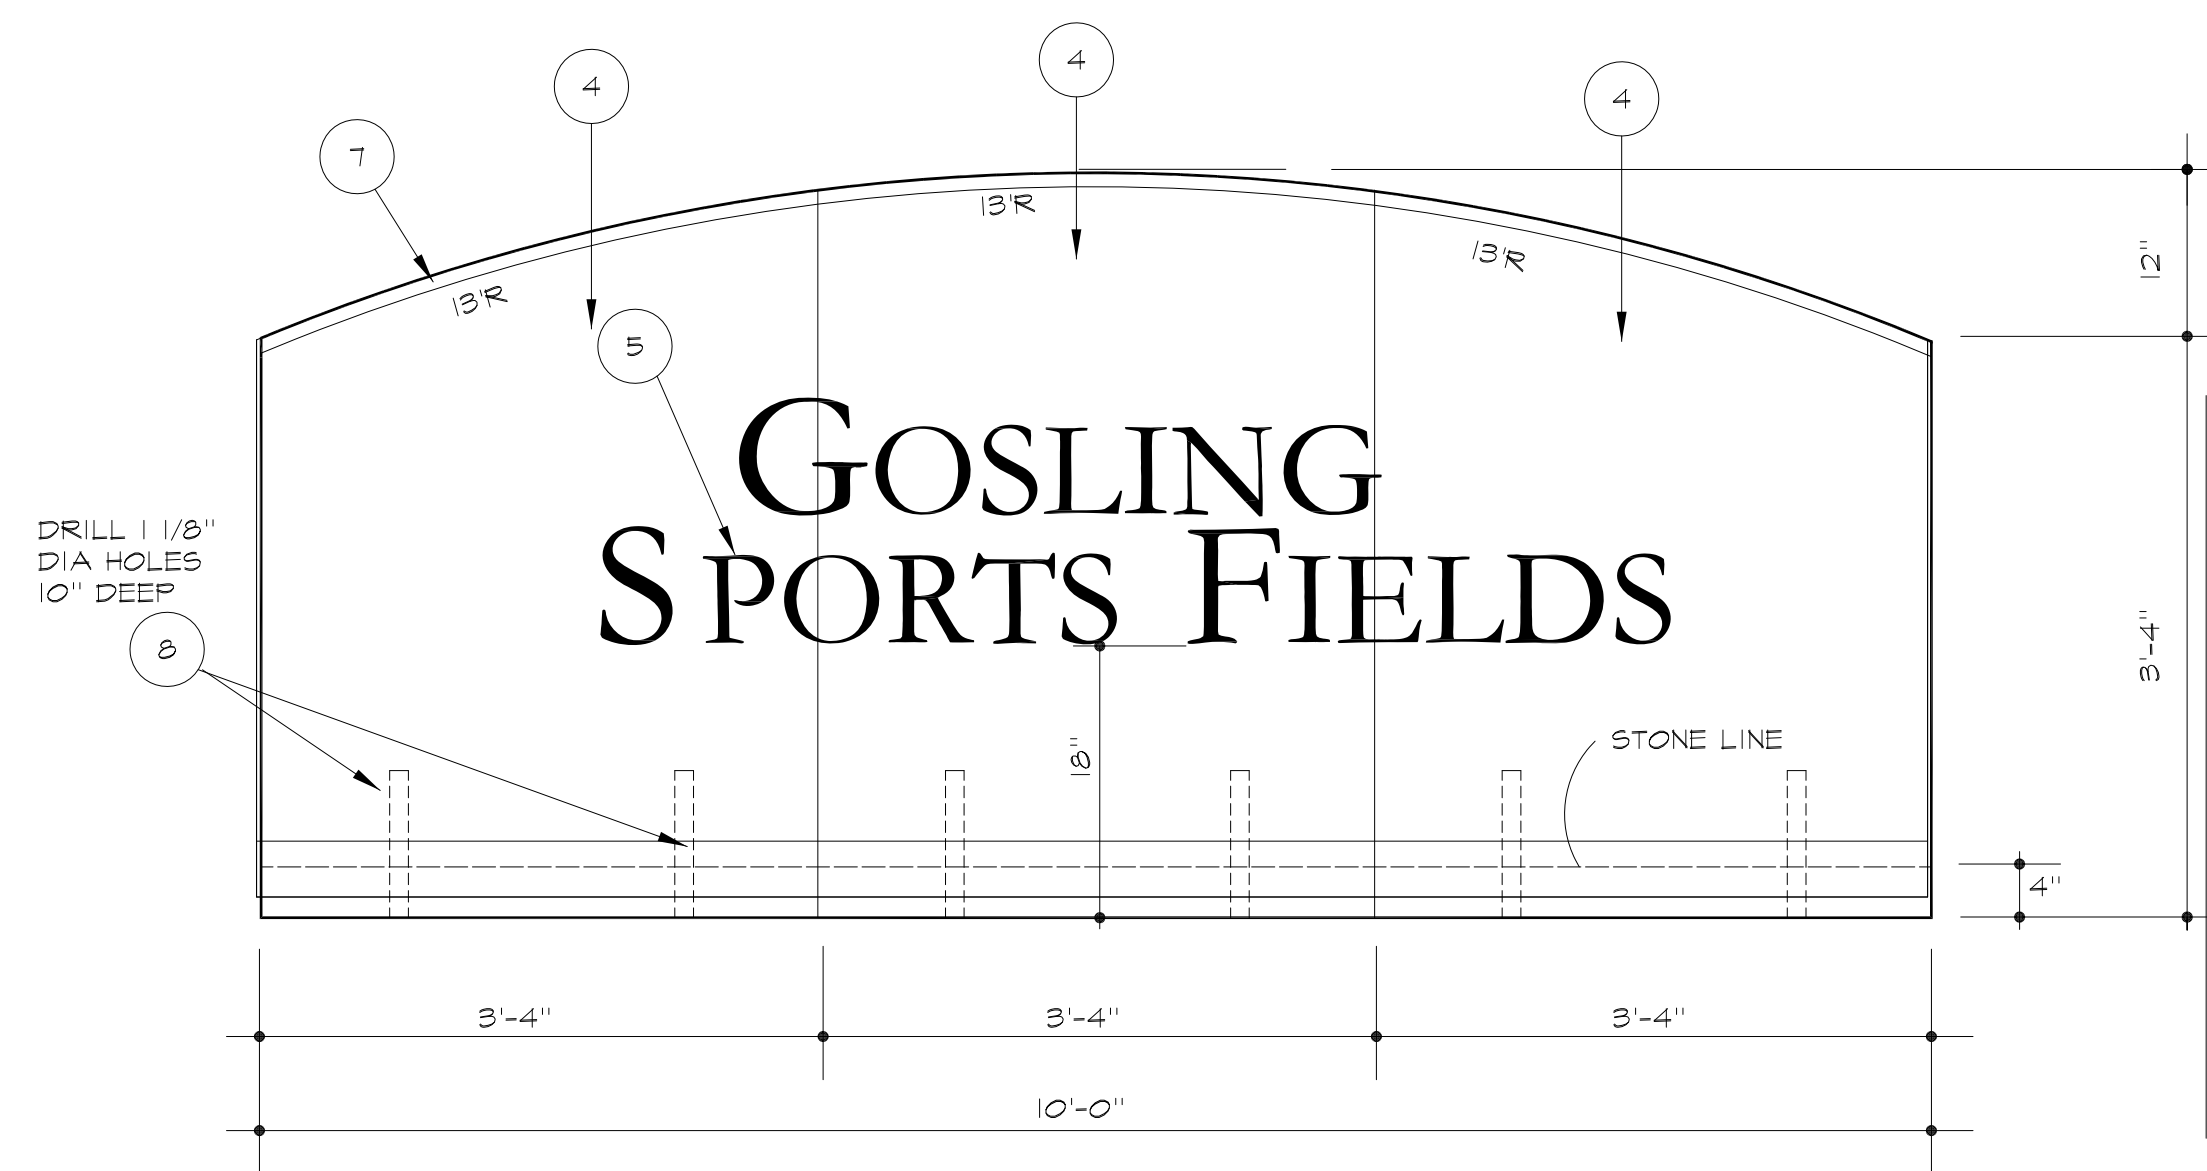 4
4
4
7
13'R
13'R
13'R
12"
5
GOSLING
SPORTS FIELDS
DRILL 1 1/8"
DIA HOLES
10" DEEP
8
3'-4"
18"
STONE LINE
4"
3'-4"
3'-4"
3'-4"
10'-0"